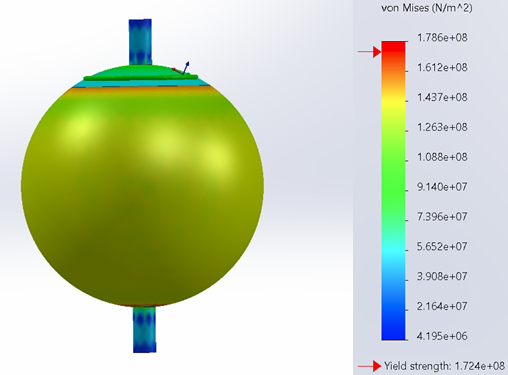 von Mises (N/m^2)
1.786e+08
1.612e+08
1.437e+08
1.263e+08
1.088e+08
9.140e+07
7.396e+07
5.652e+07
3.908e+07
2.164e+07
4.195e+06
Yield strength: 1.724e+08